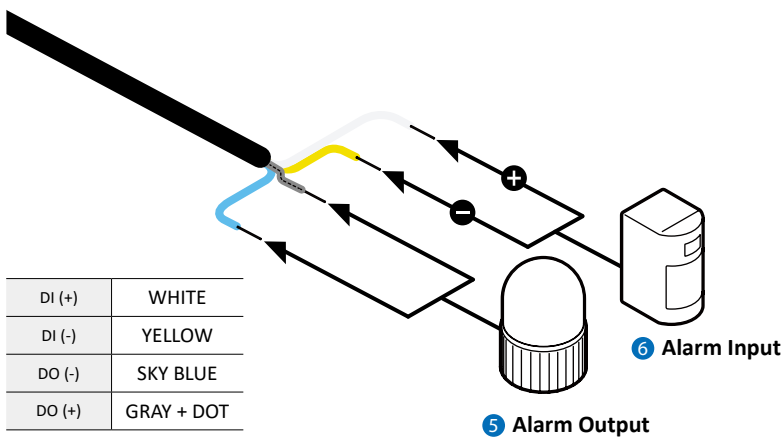 +
−
DI (+) WHITE
DI (-) YELLOW
DO (-) SKY BLUE
DO (+) GRAY + DOT
6 Alarm Input
5 Alarm Output